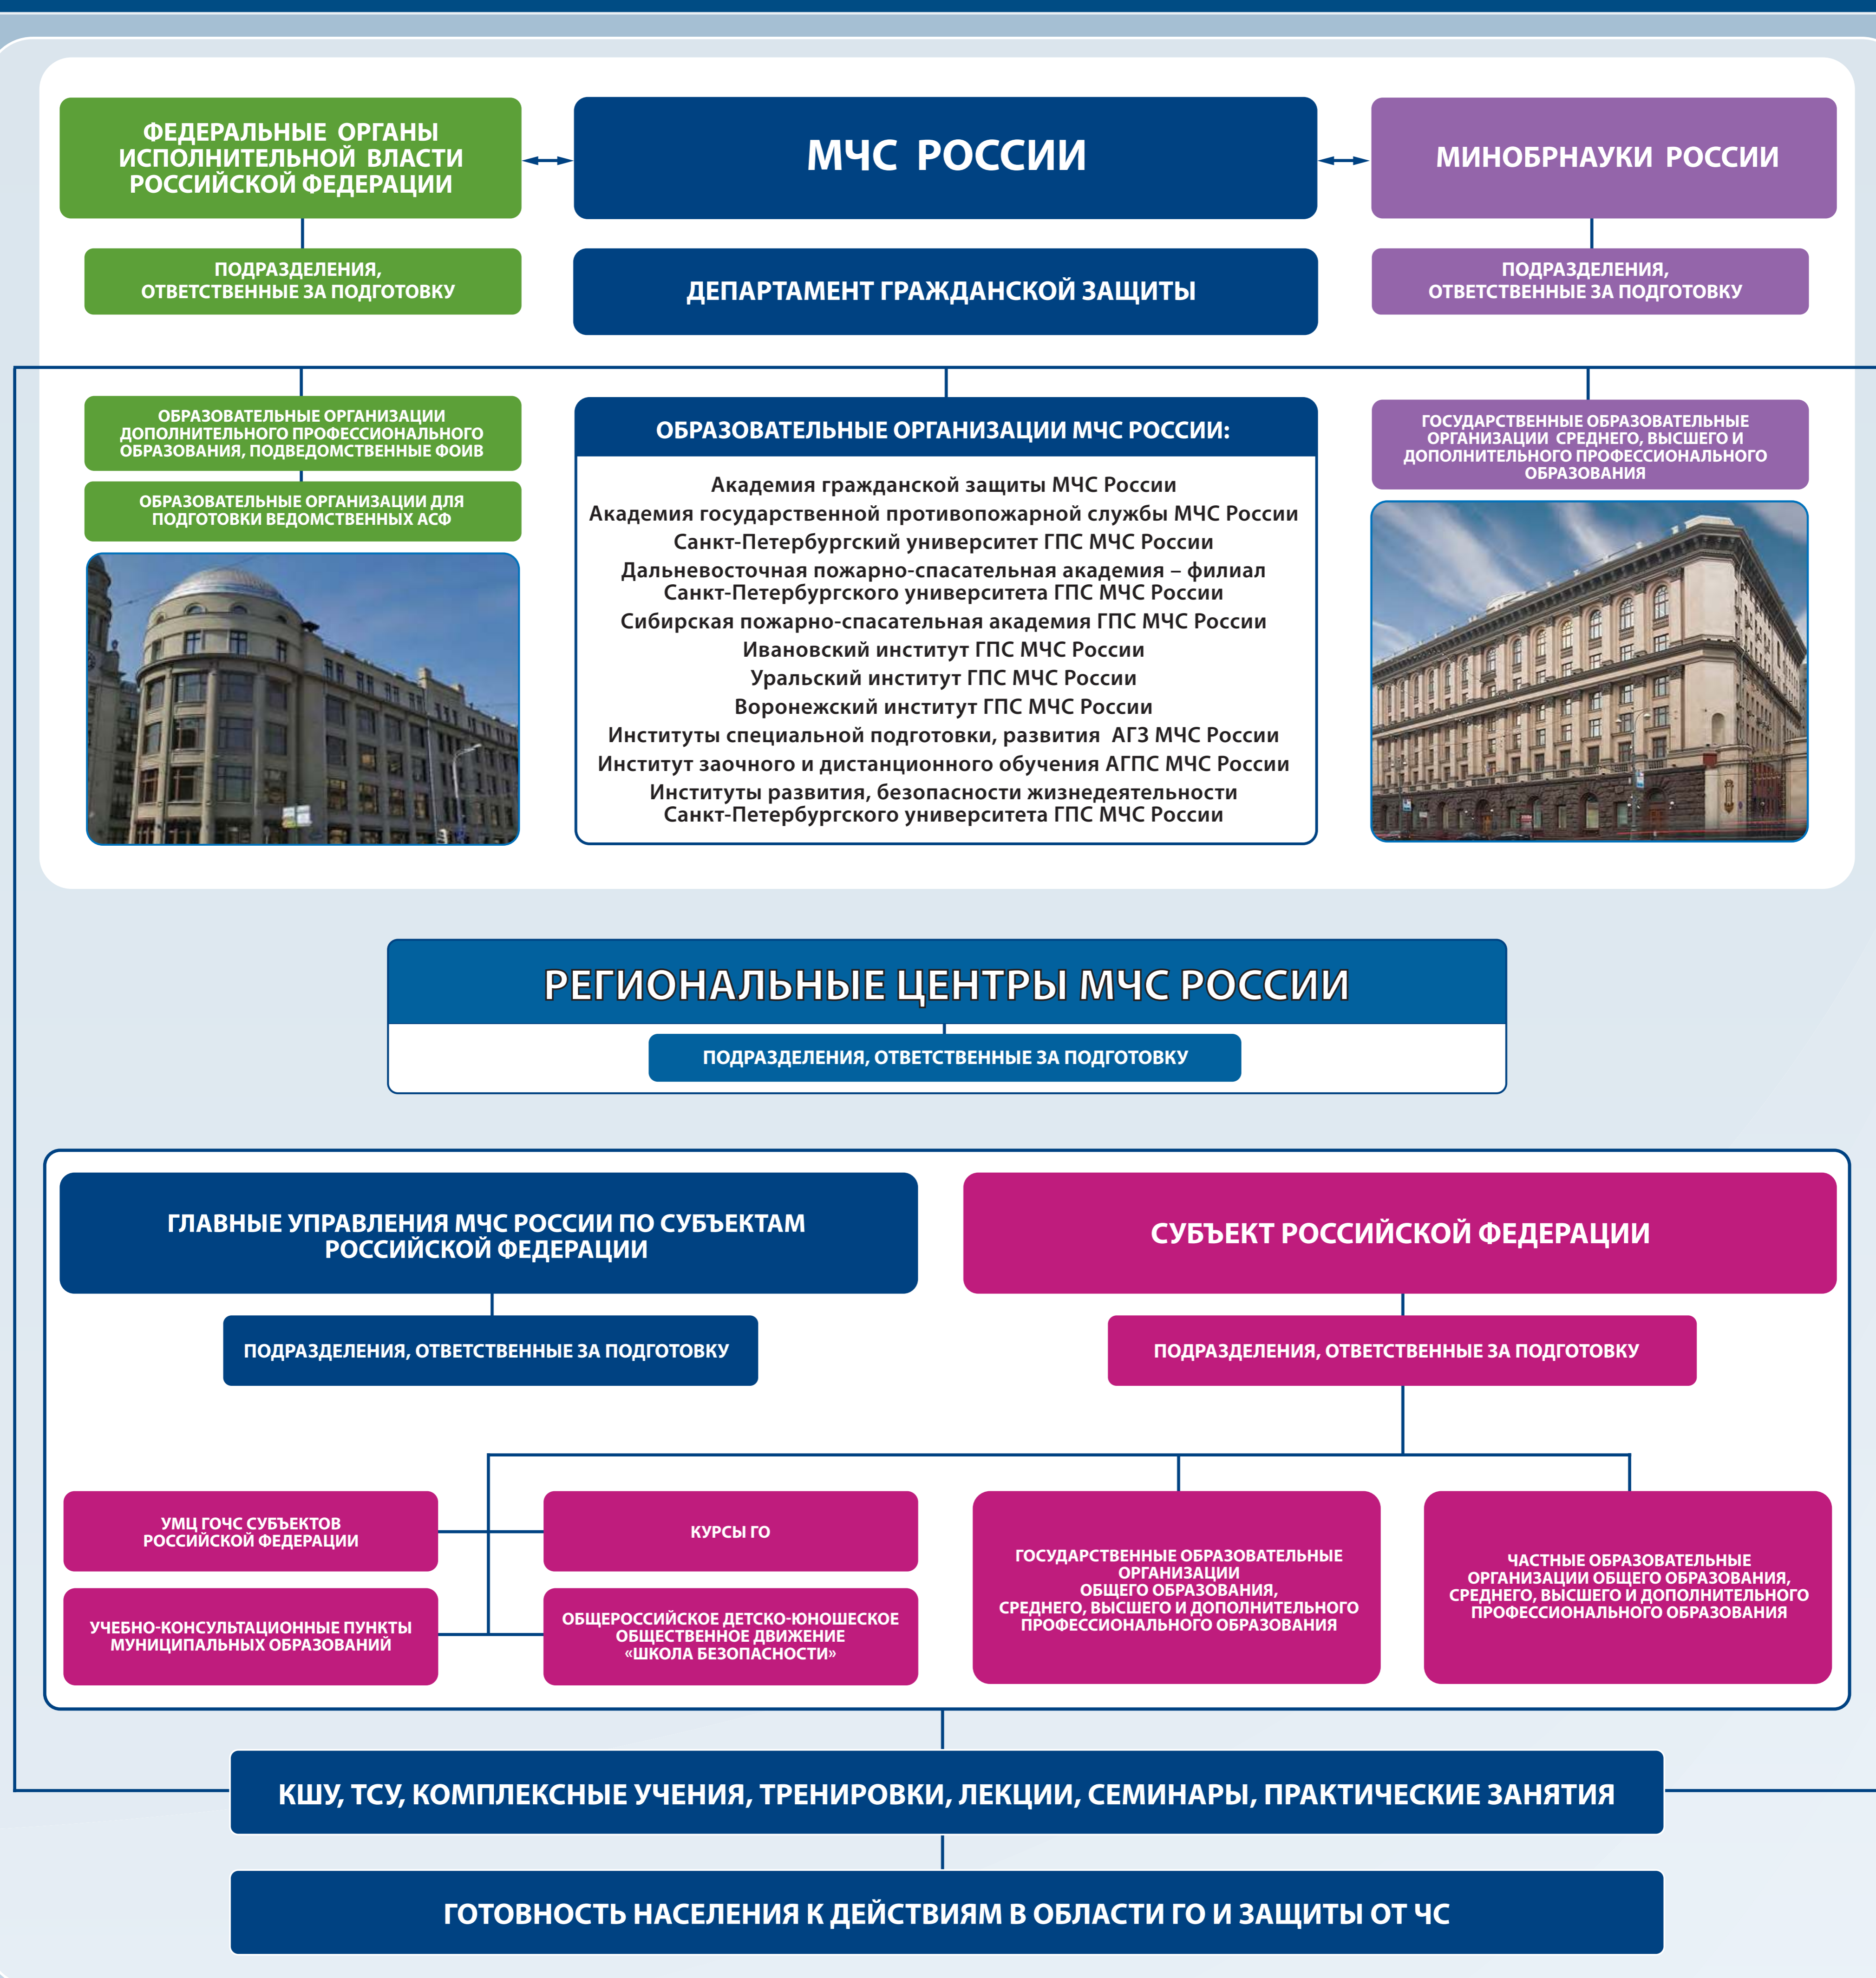 ФЕДЕРАЛЬНЫЕ ОРГАНЫ
ИСПОЛНИТЕЛЬНОЙ ВЛАСТИ
РОССИЙСКОЙ ФЕДЕРАЦИИ
МЧС РОССИИ
МИНОБРНАУКИ РОССИИ
ПОДРАЗДЕЛЕНИЯ,
ОТВЕТСТВЕННЫЕ ЗА ПОДГОТОВКУ
ДЕПАРТАМЕНТ ГРАЖДАНСКОЙ ЗАЩИТЫ
ПОДРАЗДЕЛЕНИЯ,
ОТВЕТСТВЕННЫЕ ЗА ПОДГОТОВКУ
ОБРАЗОВАТЕЛЬНЫЕ ОРГАНИЗАЦИИ
ДОПОЛНИТЕЛЬНОГО ПРОФЕССИОНАЛЬНОГО
ОБРАЗОВАНИЯ, ПОДВЕДОМСТВЕННЫЕ ФОИВ
ОБРАЗОВАТЕЛЬНЫЕ ОРГАНИЗАЦИИ ДЛЯ
ПОДГОТОВКИ ВЕДОМСТВЕННЫХ АСФ
ОБРАЗОВАТЕЛЬНЫЕ ОРГАНИЗАЦИИ МЧС РОССИИ:
Академия гражданской защиты МЧС России
Академия государственной противопожарной службы МЧС России
Санкт-Петербургский университет ГПС МЧС России
Дальневосточная пожарно-спасательная академия – филиал
Санкт-Петербургского университета ГПС МЧС России
Сибирская пожарно-спасательная академия ГПС МЧС России
Ивановский институт ГПС МЧС России
Уральский институт ГПС МЧС России
Воронежский институт ГПС МЧС России
Институты специальной подготовки, развития АГЗ МЧС России
Институт заочного и дистанционного обучения АГПС МЧС России
Институты развития, безопасности жизнедеятельности
Санкт-Петербургского университета ГПС МЧС России
ГОСУДАРСТВЕННЫЕ ОБРАЗОВАТЕЛЬНЫЕ
ОРГАНИЗАЦИИ СРЕДНЕГО, ВЫСШЕГО И
ДОПОЛНИТЕЛЬНОГО ПРОФЕССИОНАЛЬНОГО
ОБРАЗОВАНИЯ
РЕГИОНАЛЬНЫЕ ЦЕНТРЫ МЧС РОССИИ
ПОДРАЗДЕЛЕНИЯ, ОТВЕТСТВЕННЫЕ ЗА ПОДГОТОВКУ
ГЛАВНЫЕ УПРАВЛЕНИЯ МЧС РОССИИ ПО СУБЪЕКТАМ
РОССИЙСКОЙ ФЕДЕРАЦИИ
СУБЪЕКТ РОССИЙСКОЙ ФЕДЕРАЦИИ
ПОДРАЗДЕЛЕНИЯ, ОТВЕТСТВЕННЫЕ ЗА ПОДГОТОВКУ
ПОДРАЗДЕЛЕНИЯ, ОТВЕТСТВЕННЫЕ ЗА ПОДГОТОВКУ
УМЦ ГОЧС СУБЪЕКТОВ
РОССИЙСКОЙ ФЕДЕРАЦИИ
КУРСЫ ГО
УЧЕБНО-КОНСУЛЬТАЦИОННЫЕ ПУНКТЫ
МУНИЦИПАЛЬНЫХ ОБРАЗОВАНИЙ
ОБЩЕРОССИЙСКОЕ ДЕТСКО-ЮНОШЕСКОЕ
ОБЩЕСТВЕННОЕ ДВИЖЕНИЕ
«ШКОЛА БЕЗОПАСНОСТИ»
ГОСУДАРСТВЕННЫЕ ОБРАЗОВАТЕЛЬНЫЕ
ОРГАНИЗАЦИИ
ОБЩЕГО ОБРАЗОВАНИЯ,
СРЕДНЕГО, ВЫСШЕГО И ДОПОЛНИТЕЛЬНОГО
ПРОФЕССИОНАЛЬНОГО ОБРАЗОВАНИЯ
ЧАСТНЫЕ ОБРАЗОВАТЕЛЬНЫЕ
ОРГАНИЗАЦИИ ОБЩЕГО ОБРАЗОВАНИЯ,
СРЕДНЕГО, ВЫСШЕГО И ДОПОЛНИТЕЛЬНОГО
ПРОФЕССИОНАЛЬНОГО ОБРАЗОВАНИЯ
КШУ, ТСУ, КОМПЛЕКСНЫЕ УЧЕНИЯ, ТРЕНИРОВКИ, ЛЕКЦИИ, СЕМИНАРЫ, ПРАКТИЧЕСКИЕ ЗАНЯТИЯ
ГОТОВНОСТЬ НАСЕЛЕНИЯ К ДЕЙСТВИЯМ В ОБЛАСТИ ГО И ЗАЩИТЫ ОТ ЧС